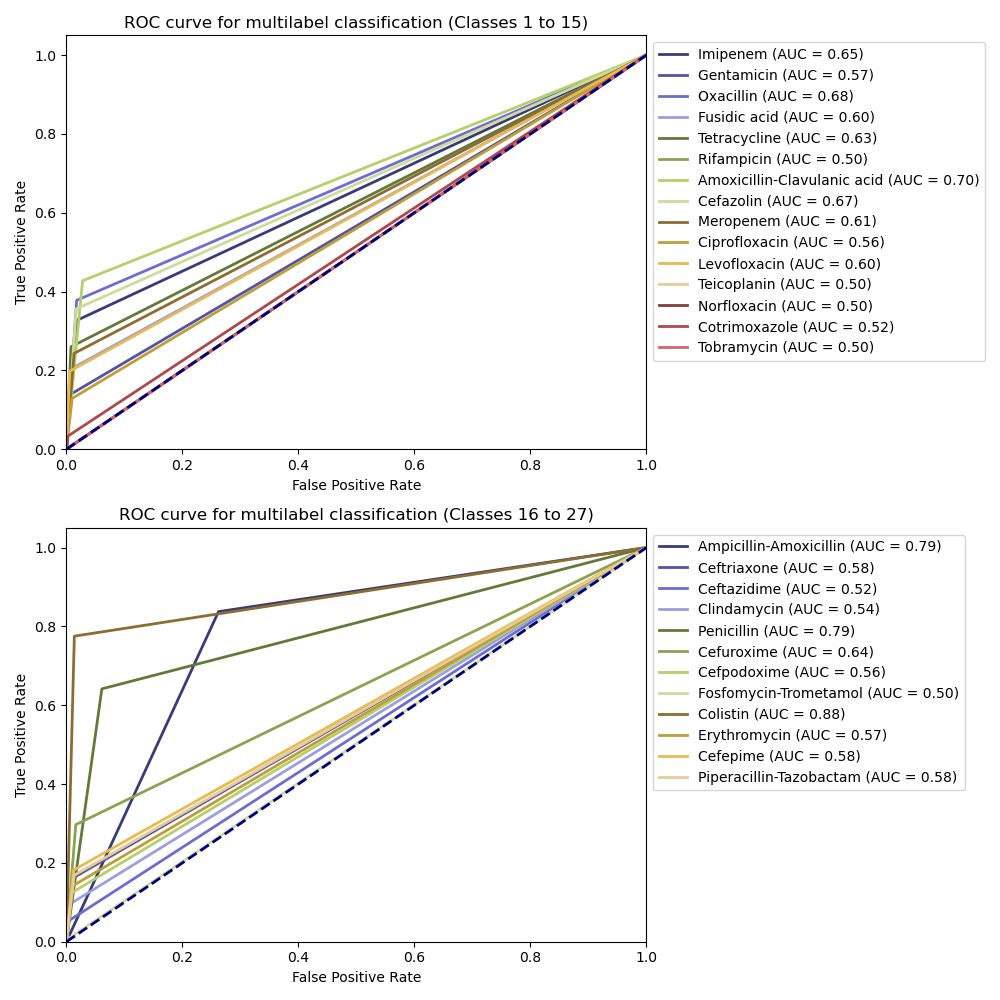 ROC curve for multilabel classification (Classes 1 to 15)
1.0
0.8
0.6
0.4
0.2
0.0
True Positive Rate
0.0 0.2 0.4 0.6 0.8 1.0
False Positive Rate
Imipenem (AUC = 0.65)
Gentamicin (AUC = 0.57)
Oxacillin (AUC = 0.68)
Fusidic acid (AUC = 0.60)
Tetracycline (AUC = 0.63)
Rifampicin (AUC = 0.50)
Amoxicillin-Clavulanic acid (AUC = 0.70)
Cefazolin (AUC = 0.67)
Meropenem (AUC = 0.61)
Ciprofloxacin (AUC = 0.56)
Levofloxacin (AUC = 0.60)
Teicoplanin (AUC = 0.50)
Norfloxacin (AUC = 0.50)
Cotrimoxazole (AUC = 0.52)
Tobramycin (AUC = 0.50)
ROC curve for multilabel classification (Classes 16 to 27)
1.0
0.8
0.6
0.4
0.2
0.0
True Positive Rate
0.0 0.2 0.4 0.6 0.8 1.0
False Positive Rate
Ampicillin-Amoxicillin (AUC = 0.79)
Ceftriaxone (AUC = 0.58)
Ceftazidime (AUC = 0.52)
Clindamycin (AUC = 0.54)
Penicillin (AUC = 0.79)
Cefuroxime (AUC = 0.64)
Cefpodoxime (AUC = 0.56)
Fosfomycin-Trometamol (AUC = 0.50)
Colistin (AUC = 0.88)
Erythromycin (AUC = 0.57)
Cefepime (AUC = 0.58)
Piperacillin-Tazobactam (AUC = 0.58)